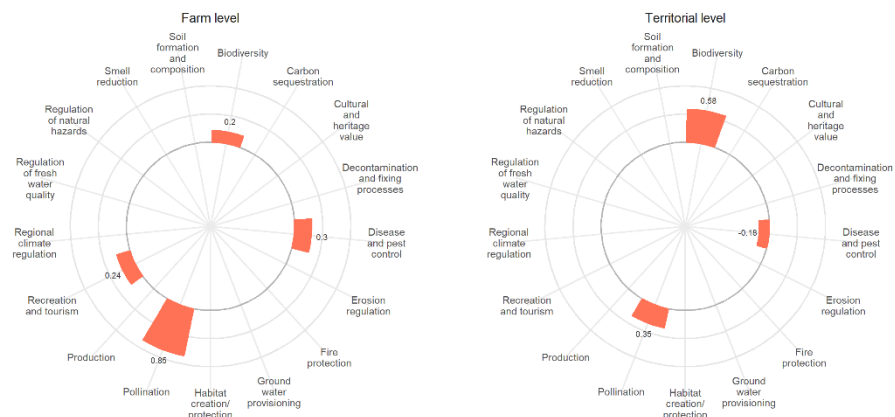 Farm level
Soil
formation and
composition
Biodiversity
Smell
reduction
Carbon
sequestration
Regulation
of natural
hazards
Cultural
and heritage
value
Regulation
of fresh
water
quality
Decontamination
and fixing
processes
Regional
climate
regulation
Disease
and pest
control
Recreation
and tourism
Erosion
regulation
Production
Fire
protection
Pollination
Habitat
creation/
protection
Ground
water
provisioning
0.2
0.3
0.24
0.85
Territorial level
Soil
formation and
composition
Biodiversity
Smell
reduction
Carbon
sequestration
Regulation
of natural
hazards
Cultural
and heritage
value
Regulation
of fresh
water
quality
Decontamination
and fixing
processes
Regional
climate
regulation
Disease
and pest
control
Recreation
and tourism
Erosion
regulation
Production
Fire
protection
Pollination
Habitat
creation/
protection
Ground
water
provisioning
0.58
-0.18
0.35